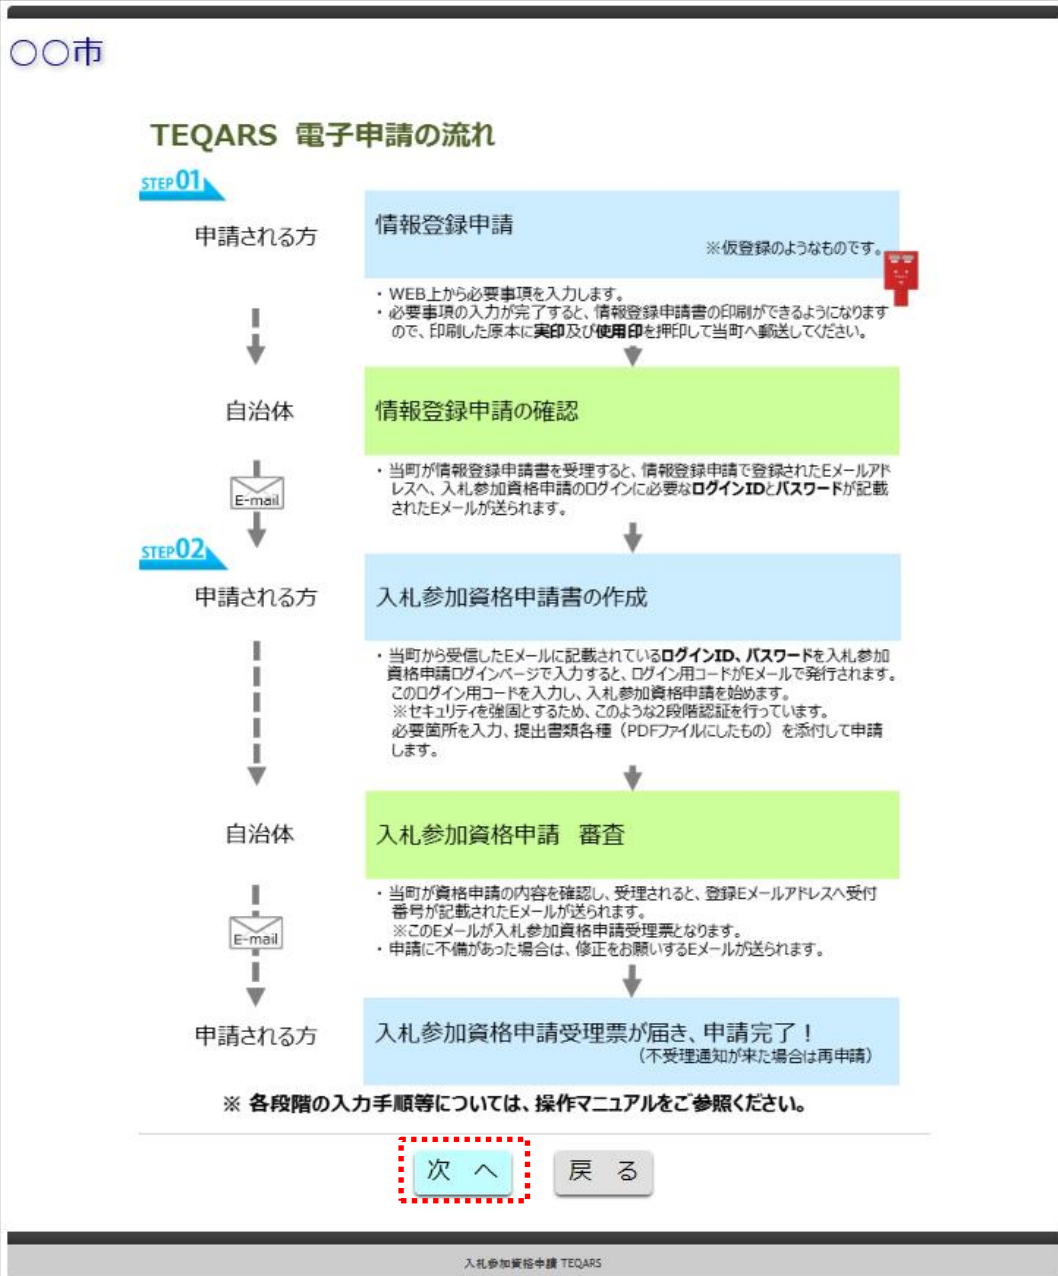 〇〇市
TEQARS 電子申請の流れ
STEP01
申請される方
情報登録申請
※仮登録のようなものです。
・WEB上から必要事項を入力します。
・必要事項の入力が完了すると、情報登録申請書の印刷ができるようになります
ので、印刷した原本に実印及び使用印を押印して当町へ郵送してください。
自治体
情報登録申請の確認
E-mail
・当町が情報登録申請書を受理すると、情報登録申請で登録されたEメールアド
レスへ、入札参加資格申請のログインに必要なログインIDとパスワードが記載
されたEメールが送られます。
STEP02
申請される方
入札参加資格申請書の作成
・当町から受信したEメールに記載されているログインID、パスワードを入札参加
資格申請ログインページで入力すると、ログイン用コードがEメールで発行されます。
このログイン用コードを入力し、入札参加資格申請を始めます。
※セキュリティを強固とするため、このような2段階認証を行っています。
必要箇所を入力、提出書類各種（PDFファイルにしたもの）を添付して申請
します。
自治体
入札参加資格申請 審査
E-mail
・当町が資格申請の内容を確認し、受理されると、登録Eメールアドレスへ受付
番号が記載されたEメールが送られます。
※このEメールが入札参加資格申請受理票となります。
・申請に不備があった場合は、修正をお願いするEメールが送られます。
申請される方
入札参加資格申請受理票が届き、申請完了！
（不受理通知が来た場合は再申請）
※ 各段階の入力手順等については、操作マニュアルをご参照ください。
次 へ
戻 る
入札参加資格申請 TEQARS